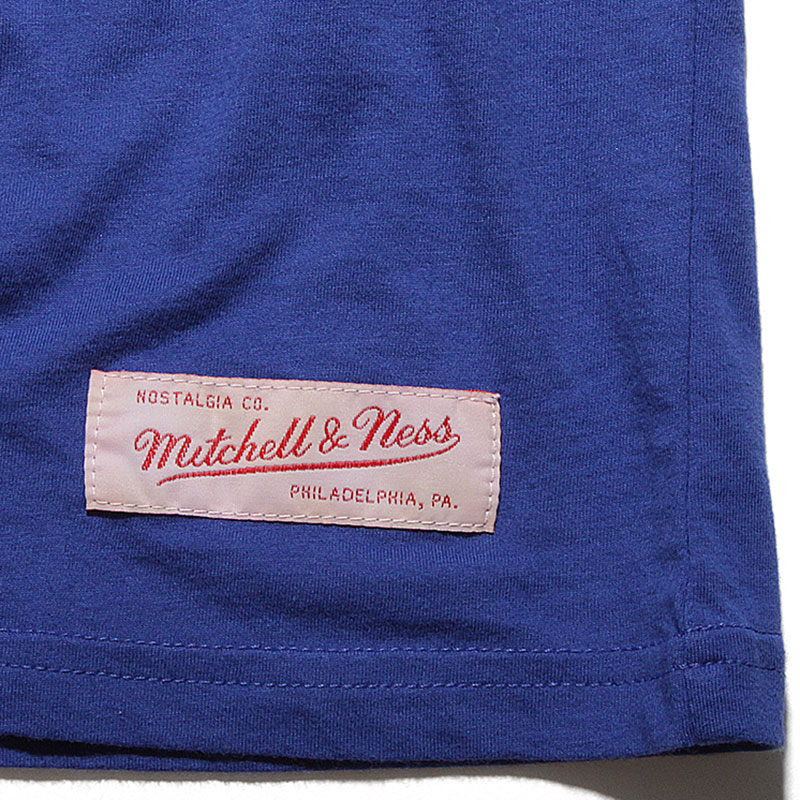 NOSTALGIA CO.
Mitchell & Ness
PHILADELPHIA, PA.